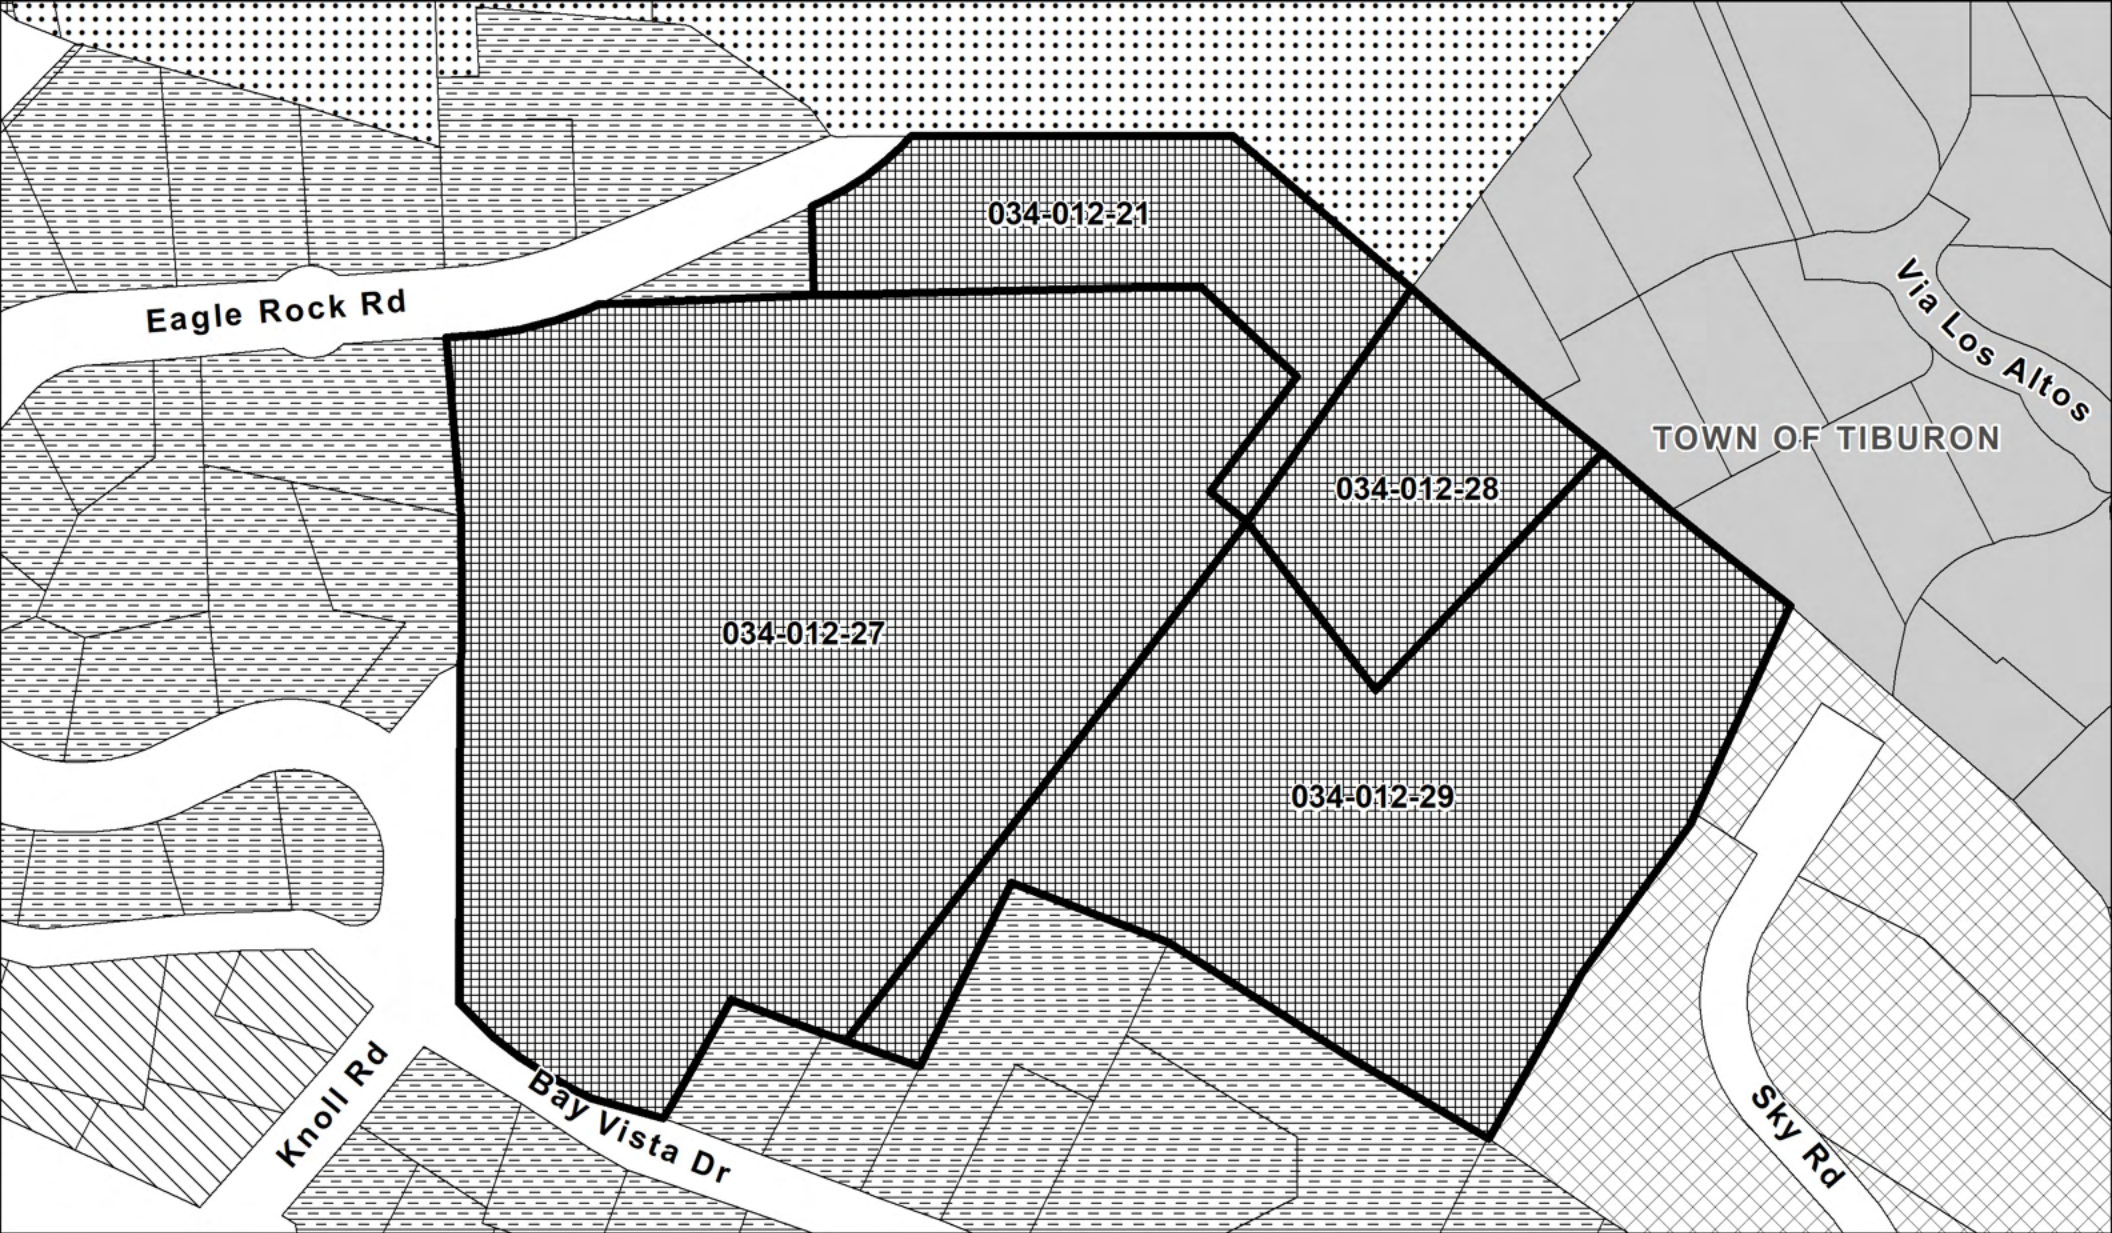 034-012-21
Eagle Rock Rd
Via Los Altos
TOWN OF TIBURON
034-012-28
034-012-27
034-012-29
Knoll Rd
Bay Vista Dr
Sky Rd